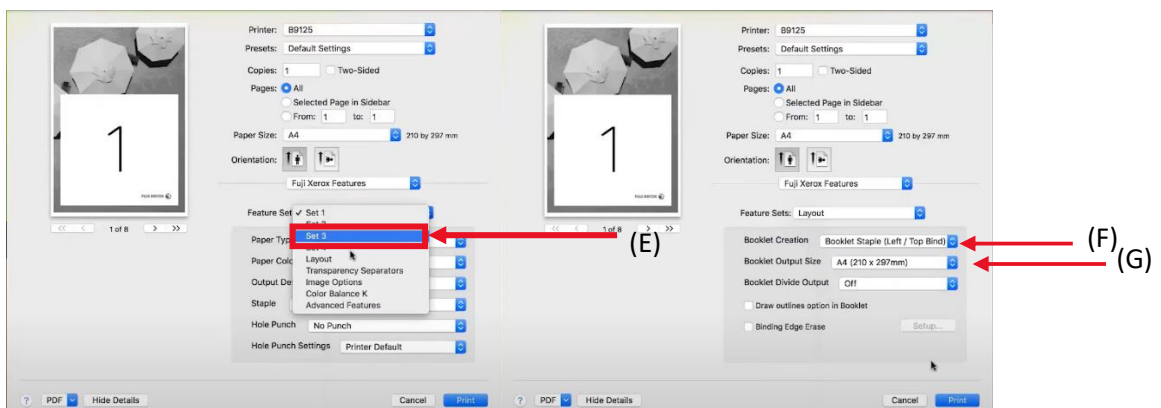 Printer: B9125
Presets: Default Settings
Copies: 1 Two-Sided
Pages: All
Selected Page in Sidebar
From: 1 to: 1
Paper Size: A4 210 by 297 mm
Orientation:
Fuji Xerox Features
Feature Set ✓ Set 1
Set 3
Layout
Transparency Separators
Image Options
Color Balance K
Advanced Features
Paper Typ
Paper Colo
Output De
Staple
Hole Punch No Punch
Hole Punch Settings Printer Default
1
FUJI XEROX
<< < 1 of 8 > >>
? PDF Hide Details Cancel Print
(E)
Printer: B9125
Presets: Default Settings
Copies: 1 Two-Sided
Pages: All
Selected Page in Sidebar
From: 1 to: 1
Paper Size: A4 210 by 297 mm
Orientation:
Fuji Xerox Features
Feature Sets: Layout
Booklet Creation Booklet Staple (Left / Top Bind)
Booklet Output Size A4 (210 x 297mm)
Booklet Divide Output Off
Draw outlines option in Booklet
Binding Edge Erase Setup...
1
FUJI XEROX
<< < 1 of 8 > >>
? PDF Hide Details Cancel Print
(F)
(G)